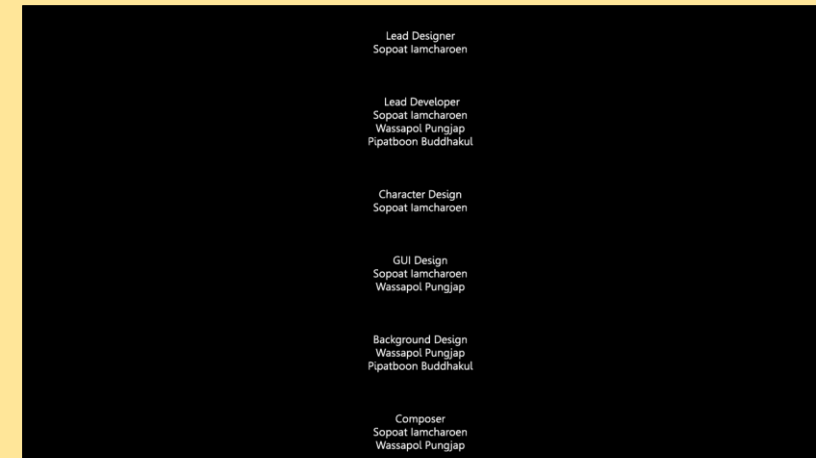 Lead Designer
Sopoat Iamcharoen
Lead Developer
Sopoat Iamcharoen
Wassapol Pungjap
Pipatboon Buddhakul
Character Design
Sopoat Iamcharoen
GUI Design
Sopoat Iamcharoen
Wassapol Pungjap
Background Design
Wassapol Pungjap
Pipatboon Buddhakul
Composer
Sopoat Iamcharoen
Wassapol Pungjap